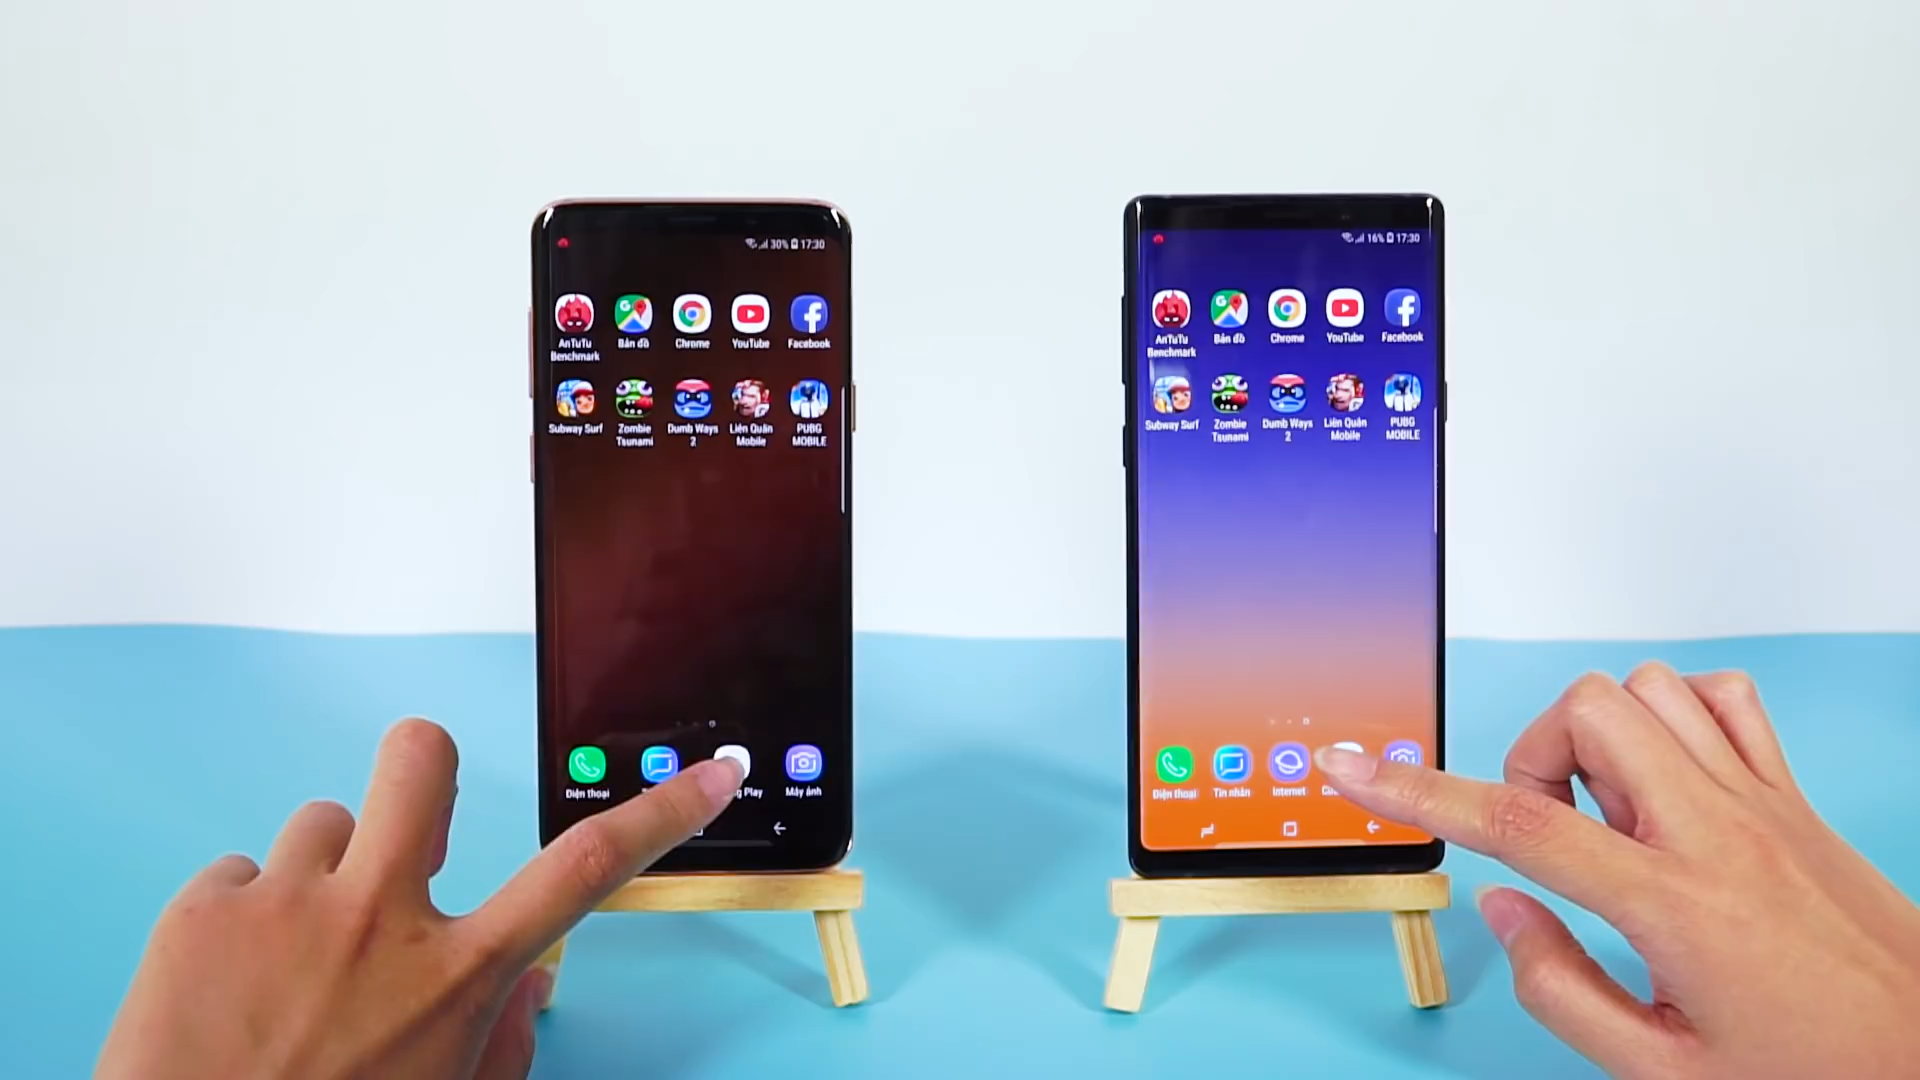 30% 17:30
AnTuTu Benchmark
Bản đồ
Chrome
YouTube
Facebook
Subway Surf
Zombie Tsunami
Dumb Ways 2
Liên Quân Mobile
PUBG MOBILE
Điện thoại
Play
Máy ảnh
16% 17:30
AnTuTu Benchmark
Bản đồ
Chrome
YouTube
Facebook
Subway Surf
Zombie Tsunami
Dumb Ways 2
Liên Quân Mobile
PUBG MOBILE
Điện thoại
Tin nhắn
Internet